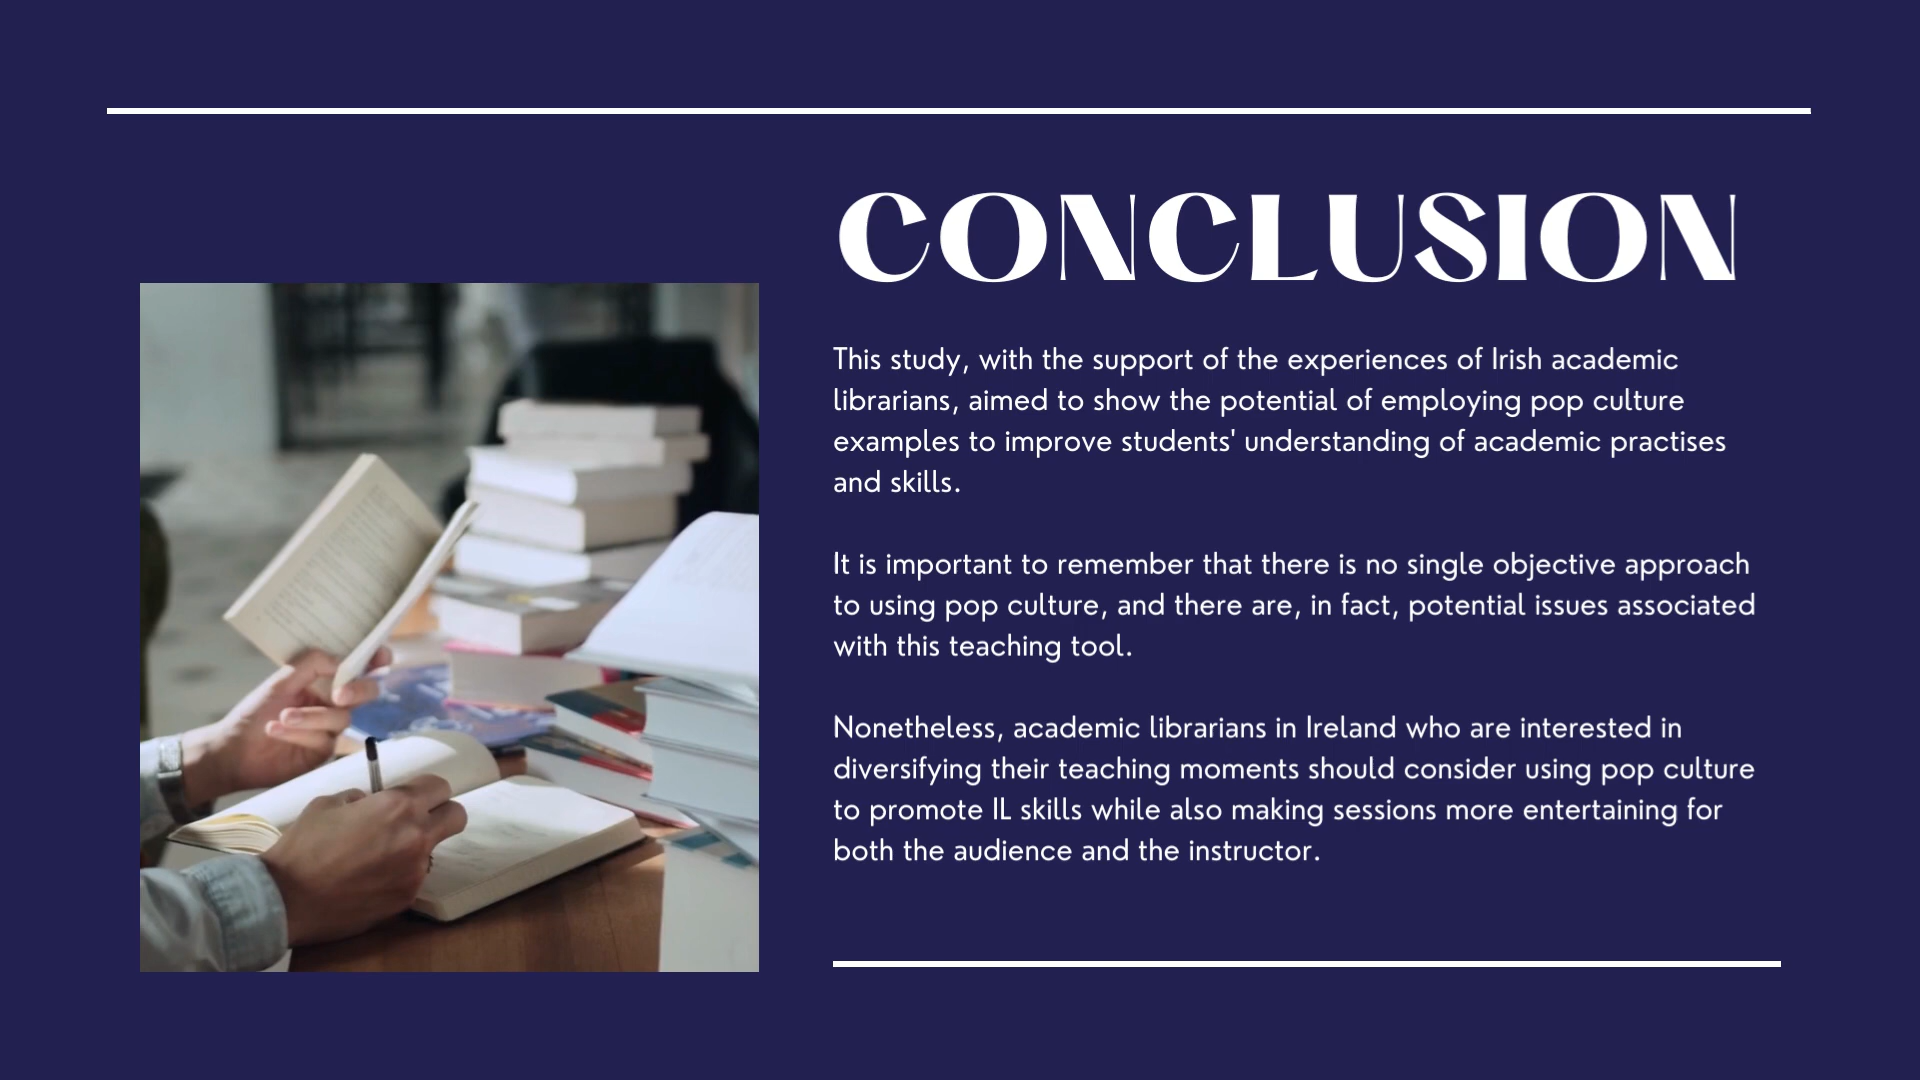 CONCLUSION
This study, with the support of the experiences of Irish academic
librarians, aimed to show the potential of employing pop culture
examples to improve students' understanding of academic practises
and skills.
It is important to remember that there is no single objective approach
to using pop culture, and there are, in fact, potential issues associated
with this teaching tool.
Nonetheless, academic librarians in Ireland who are interested in
diversifying their teaching moments should consider using pop culture
to promote IL skills while also making sessions more entertaining for
both the audience and the instructor.